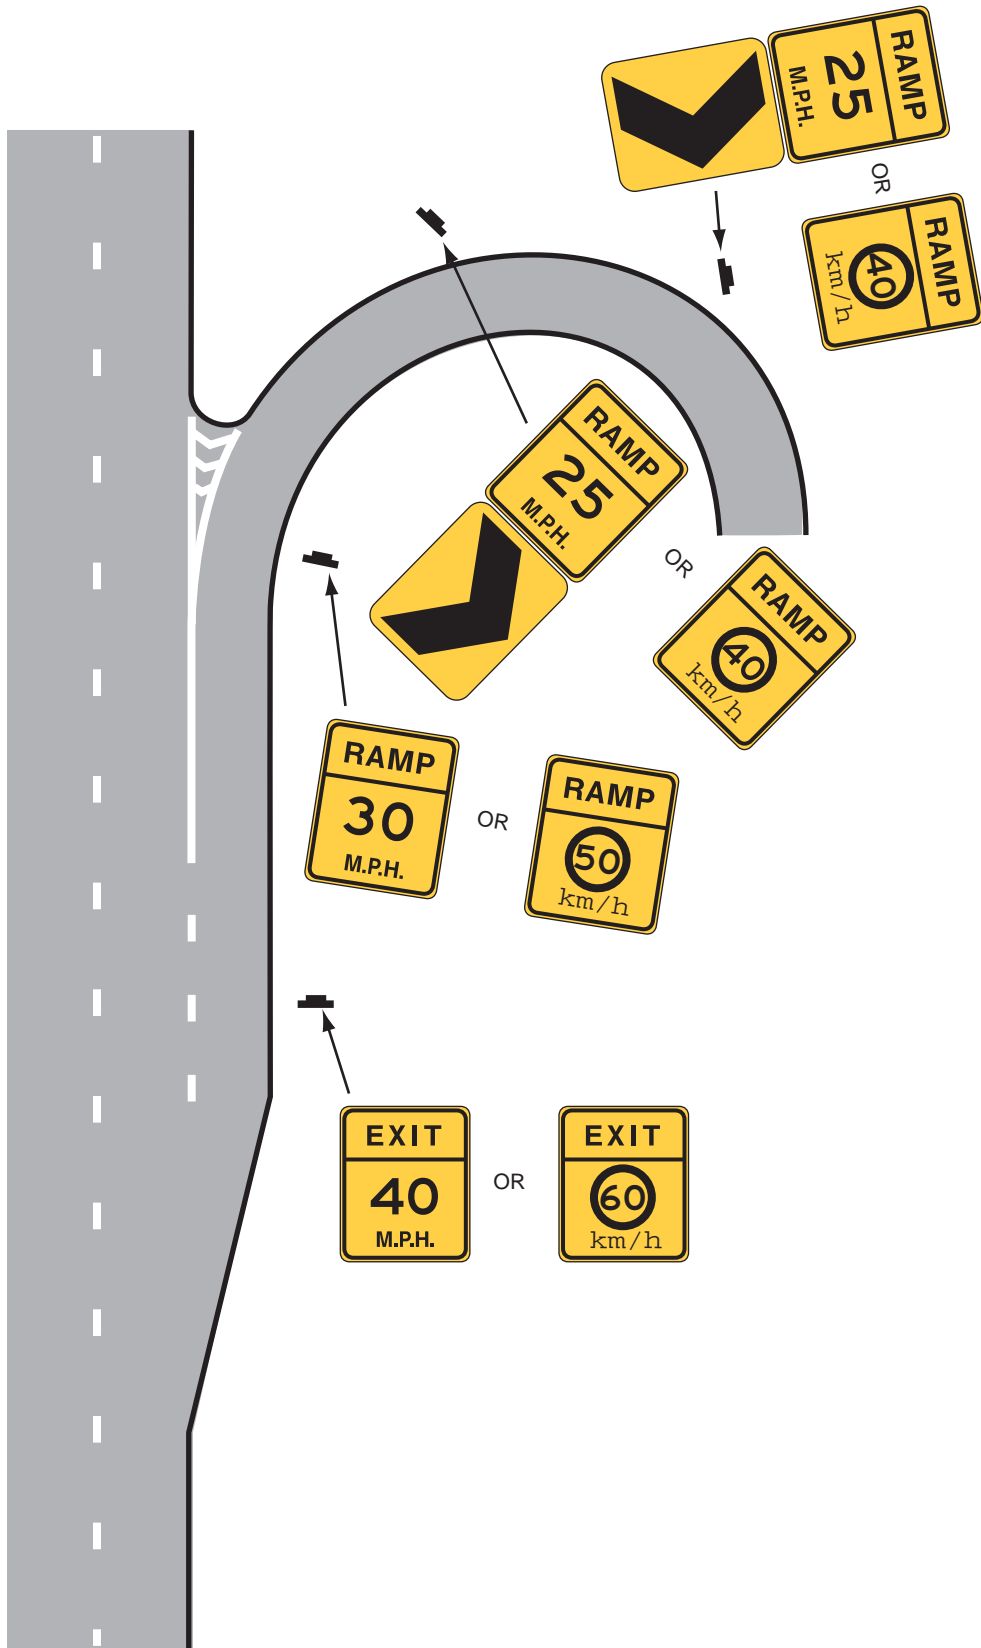 RAMP
25
M.P.H.
OR
RAMP
40
km/h
RAMP
25
M.P.H.
OR
RAMP
40
km/h
RAMP
30
M.P.H.
OR
RAMP
50
km/h
EXIT
40
M.P.H.
OR
EXIT
60
km/h